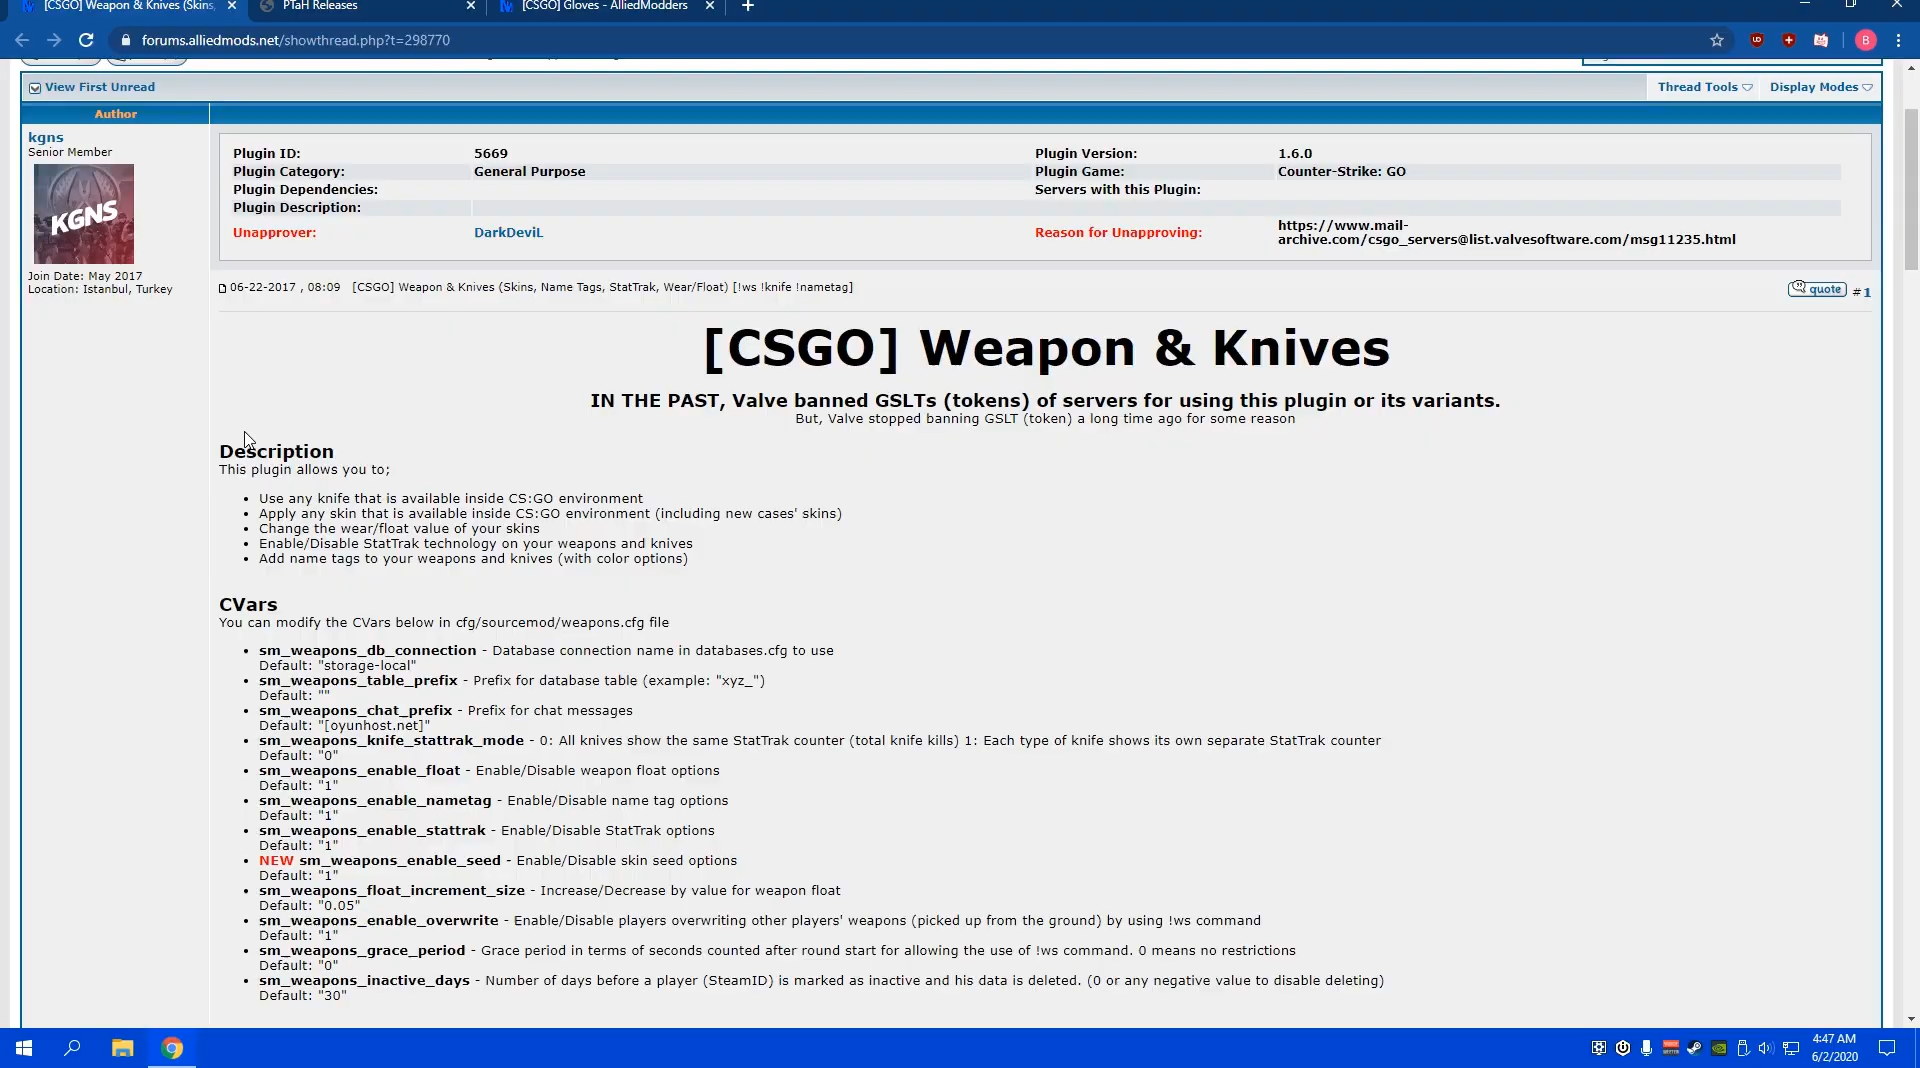 [CSGO] Weapon & Knives (Skins,
PTaH Releases
[CSGO] Gloves - AlliedModders
forums.alliedmods.net/showthread.php?t=298770
B
View First Unread
Thread Tools
Display Modes
Author
kgns
Senior Member
KGNS
Join Date: May 2017
Location: Istanbul, Turkey
Plugin ID: 5669 Plugin Version: 1.6.0
Plugin Category: General Purpose Plugin Game: Counter-Strike: GO
Plugin Dependencies: Servers with this Plugin:
Plugin Description:
Unapprover: DarkDeviL Reason for Unapproving: https://www.mail-
archive.com/csgo_servers@list.valvesoftware.com/msg11235.html
06-22-2017 , 08:09 [CSGO] Weapon & Knives (Skins, Name Tags, StatTrak, Wear/Float) [!ws !knife !nametag]
quote #1
[CSGO] Weapon & Knives
IN THE PAST, Valve banned GSLTs (tokens) of servers for using this plugin or its variants.
But, Valve stopped banning GSLT (token) a long time ago for some reason
Description
This plugin allows you to;
• Use any knife that is available inside CS:GO environment
• Apply any skin that is available inside CS:GO environment (including new cases' skins)
• Change the wear/float value of your skins
• Enable/Disable StatTrak technology on your weapons and knives
• Add name tags to your weapons and knives (with color options)
CVars
You can modify the CVars below in cfg/sourcemod/weapons.cfg file
• sm_weapons_db_connection - Database connection name in databases.cfg to use
Default: "storage-local"
• sm_weapons_table_prefix - Prefix for database table (example: "xyz_")
Default: ""
• sm_weapons_chat_prefix - Prefix for chat messages
Default: "[oyunhost.net]"
• sm_weapons_knife_stattrak_mode - 0: All knives show the same StatTrak counter (total knife kills) 1: Each type of knife shows its own separate StatTrak counter
Default: "0"
• sm_weapons_enable_float - Enable/Disable weapon float options
Default: "1"
• sm_weapons_enable_nametag - Enable/Disable name tag options
Default: "1"
• sm_weapons_enable_stattrak - Enable/Disable StatTrak options
Default: "1"
• NEW sm_weapons_enable_seed - Enable/Disable skin seed options
Default: "1"
• sm_weapons_float_increment_size - Increase/Decrease by value for weapon float
Default: "0.05"
• sm_weapons_enable_overwrite - Enable/Disable players overwriting other players' weapons (picked up from the ground) by using !ws command
Default: "1"
• sm_weapons_grace_period - Grace period in terms of seconds counted after round start for allowing the use of !ws command. 0 means no restrictions
Default: "0"
• sm_weapons_inactive_days - Number of days before a player (SteamID) is marked as inactive and his data is deleted. (0 or any negative value to disable deleting)
Default: "30"
4:47 AM
6/2/2020